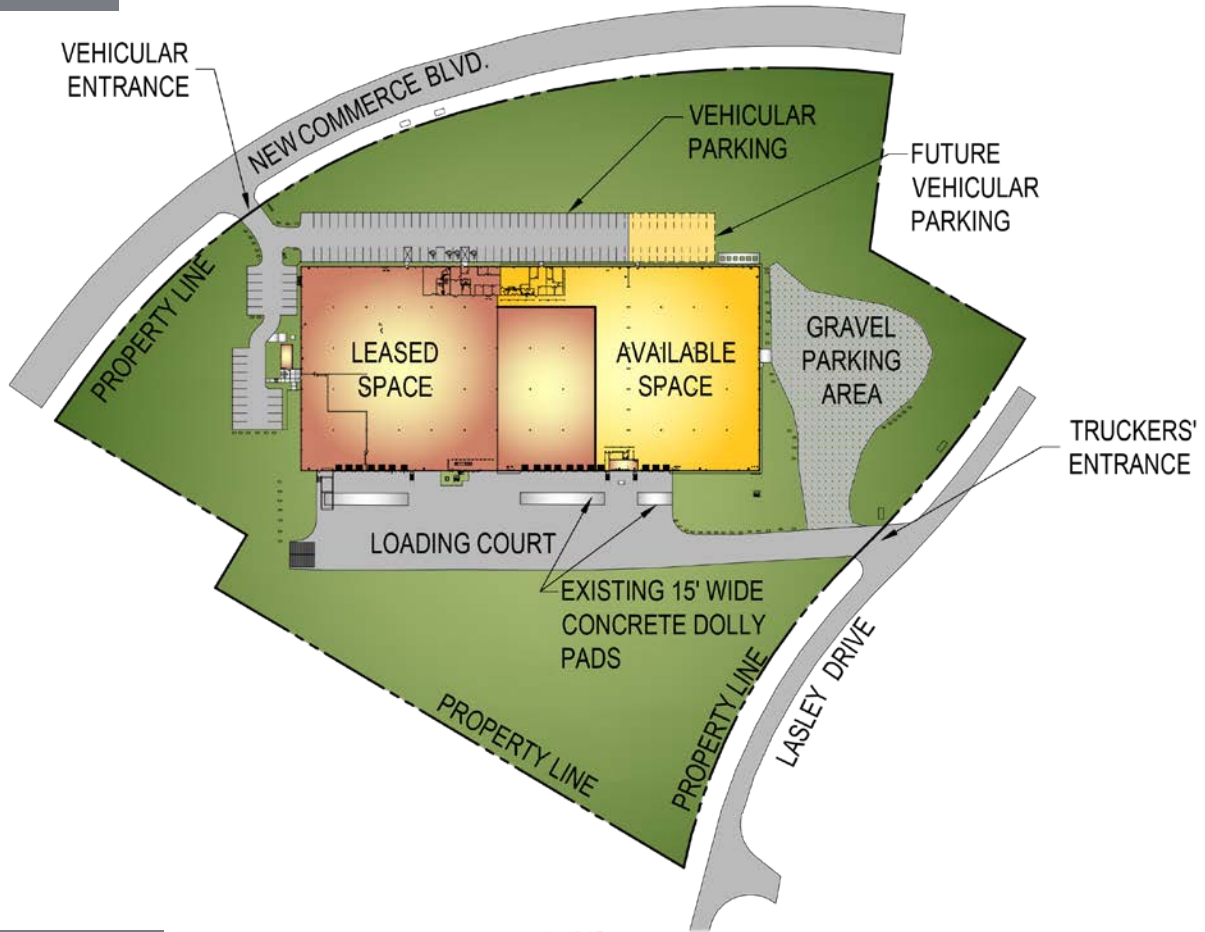 VEHICULAR
ENTRANCE
NEW COMMERCE BLVD.
VEHICULAR
PARKING
FUTURE
VEHICULAR
PARKING
PROPERTY LINE
LEASED
SPACE
AVAILABLE
SPACE
GRAVEL
PARKING
AREA
TRUCKERS'
ENTRANCE
LOADING COURT
EXISTING 15' WIDE
CONCRETE DOLLY
PADS
PROPERTY LINE
PROPERTY LINE
LASLEY DRIVE